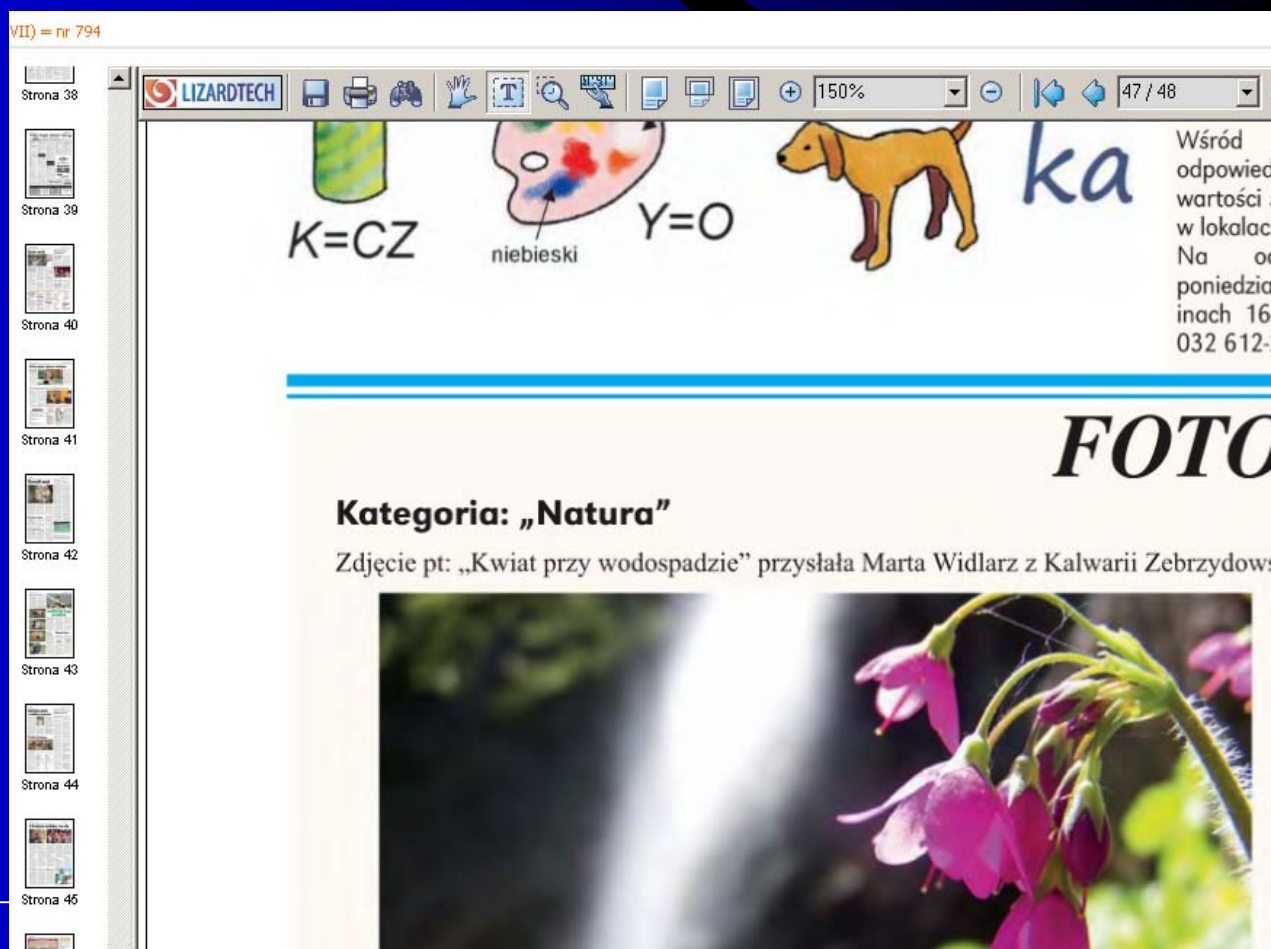 VII) = nr 794
Strona 38
Strona 39
Strona 40
Strona 41
Strona 42
Strona 43
Strona 44
Strona 45
LIZARDTECH
T
150%
47 / 48
K=CZ
niebieski
Y=O
ka
Wśród
odpowied
wartości
w lokalac
Na
poniedzia
inach 16
032 612-
FOTO
Kategoria: „Natura”
Zdjęcie pt: „Kwiat przy wodospadzie” przysłała Marta Widlarz z Kalwarii Zebrzydows